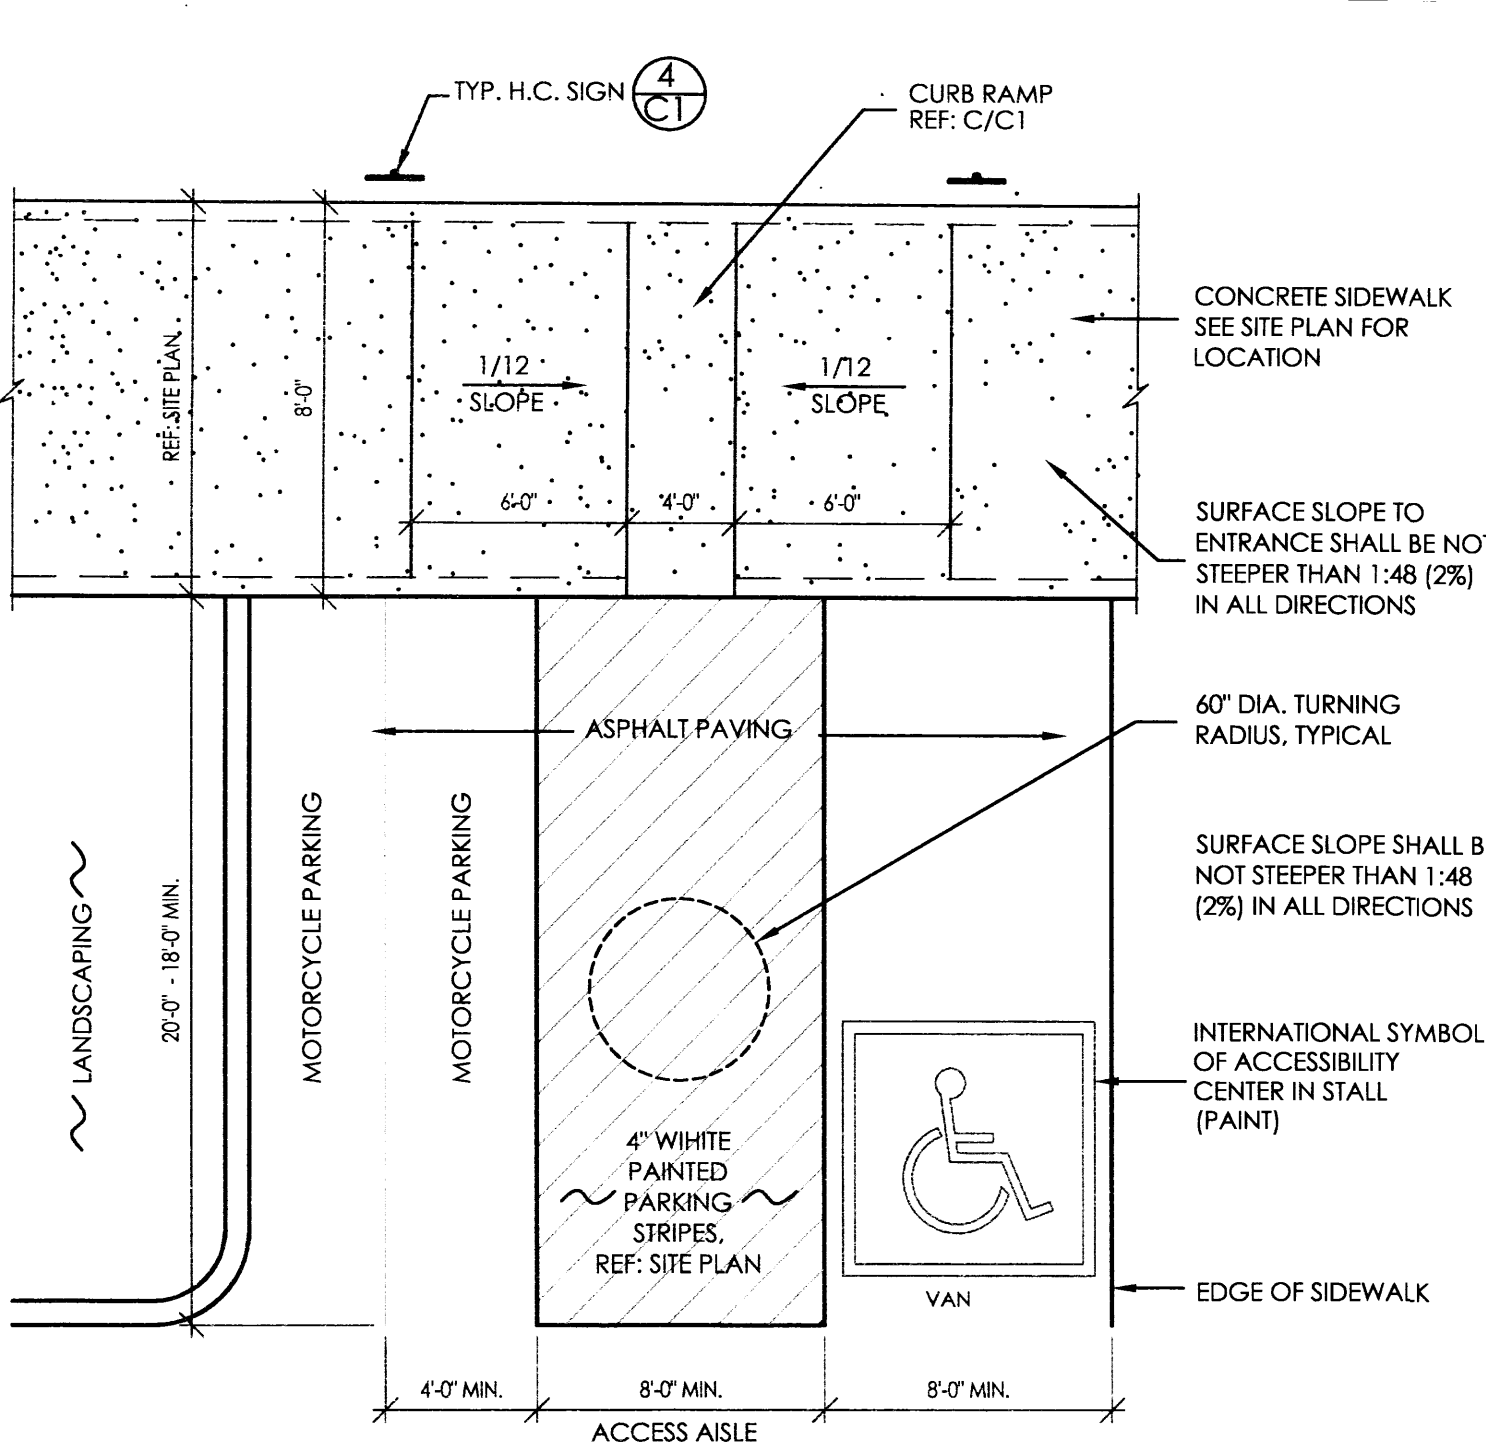 TYP. H.C. SIGN
4
C1
CURB RAMP
REF: C/C1
REF: SITE PLAN
8'-0"
1/12
SLOPE
1/12
SLOPE
6'-0"
4'-0"
6'-0"
CONCRETE SIDEWALK
SEE SITE PLAN FOR
LOCATION
SURFACE SLOPE TO
ENTRANCE SHALL BE NOT
STEEPER THAN 1:48 (2%)
IN ALL DIRECTIONS
ASPHALT PAVING
60" DIA. TURNING
RADIUS, TYPICAL
SURFACE SLOPE SHALL B
NOT STEEPER THAN 1:48
(2%) IN ALL DIRECTIONS
LANDSCAPING
20'-0" - 18'-0" MIN.
MOTORCYCLE PARKING
MOTORCYCLE PARKING
INTERNATIONAL SYMBOL
OF ACCESSIBILITY
CENTER IN STALL
(PAINT)
4" WIHITE
PAINTED
PARKING
STRIPES,
REF: SITE PLAN
VAN
EDGE OF SIDEWALK
4'-0" MIN.
8'-0" MIN.
8'-0" MIN.
ACCESS AISLE